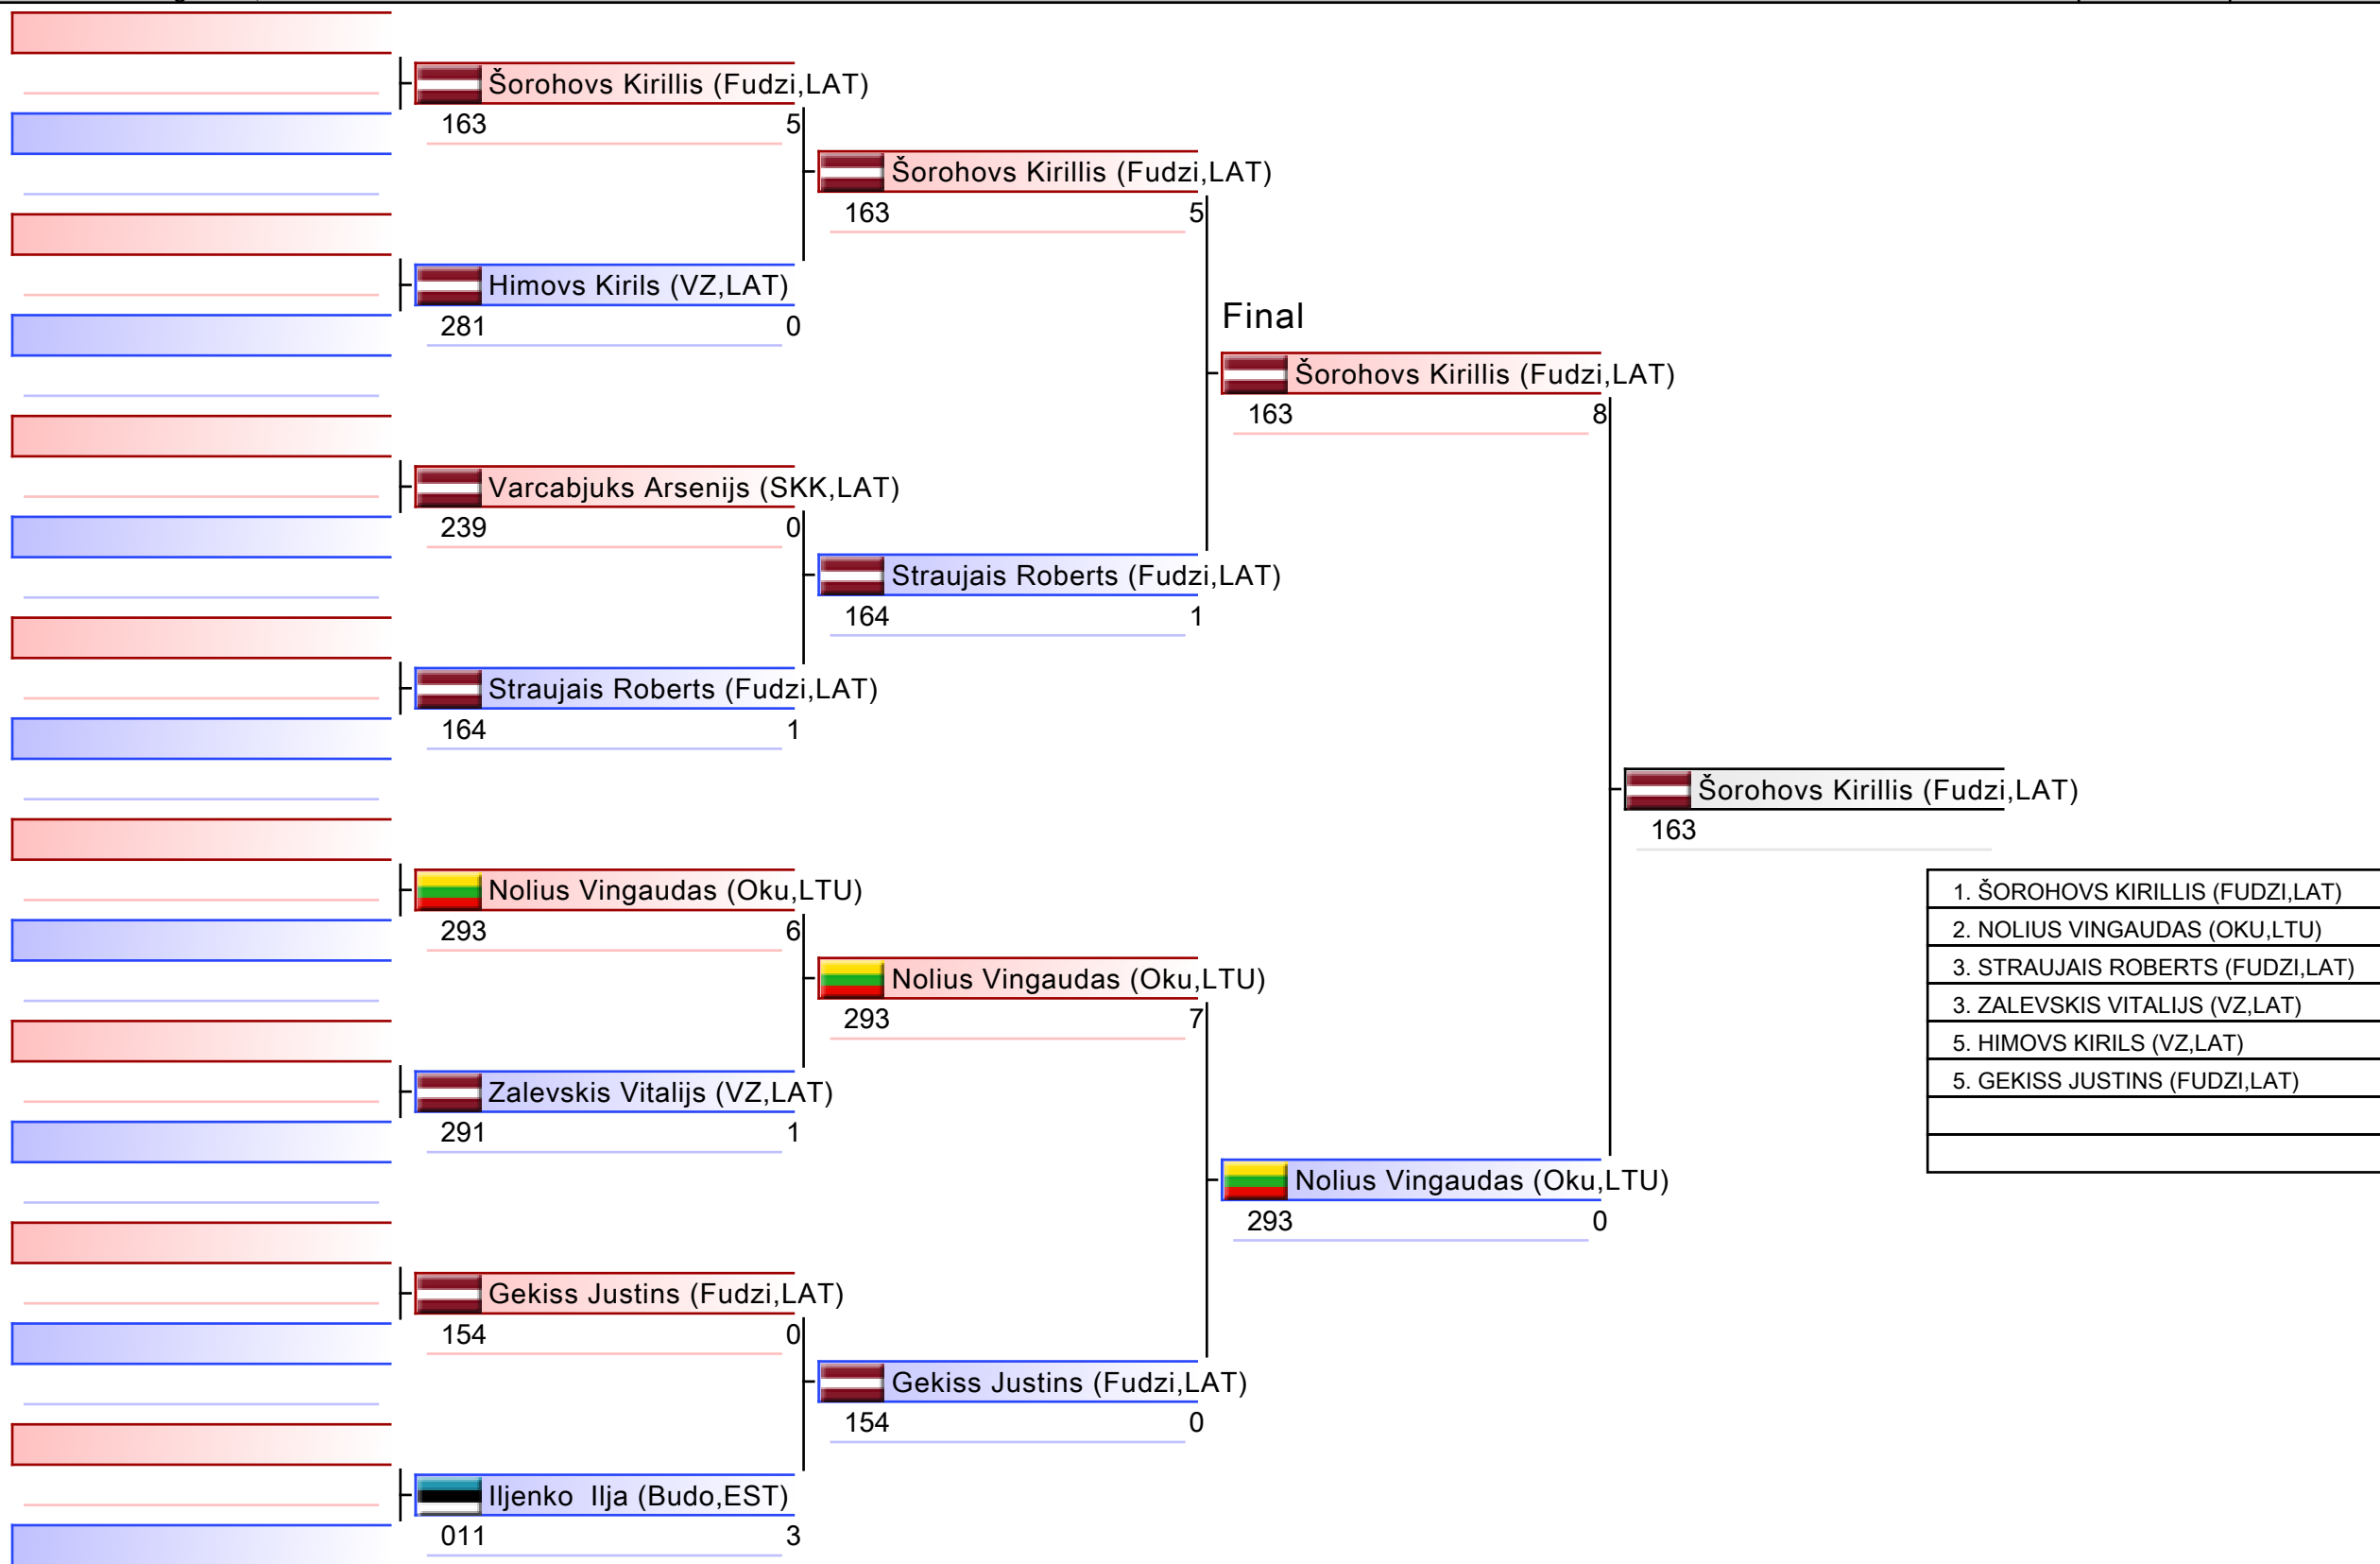 Šorohovs Kirillis (Fudzi,LAT)
163 5
Himovs Kirils (VZ,LAT)
281 0
Varcabjuks Arsenijs (SKK,LAT)
239 0
Straujais Roberts (Fudzi,LAT)
164 1
Nolius Vingaudas (Oku,LTU)
293 6
Zalevskis Vitalijs (VZ,LAT)
291 1
Gekiss Justins (Fudzi,LAT)
154 0
Iljenko  Ilja (Budo,EST)
011 3
Šorohovs Kirillis (Fudzi,LAT)
163 5
Straujais Roberts (Fudzi,LAT)
164 1
Nolius Vingaudas (Oku,LTU)
293 7
Gekiss Justins (Fudzi,LAT)
154 0
Final
Šorohovs Kirillis (Fudzi,LAT)
163 8
Nolius Vingaudas (Oku,LTU)
293 0
Šorohovs Kirillis (Fudzi,LAT)
163
1. ŠOROHOVS KIRILLIS (FUDZI,LAT)
2. NOLIUS VINGAUDAS (OKU,LTU)
3. STRAUJAIS ROBERTS (FUDZI,LAT)
3. ZALEVSKIS VITALIJS (VZ,LAT)
5. HIMOVS KIRILS (VZ,LAT)
5. GEKISS JUSTINS (FUDZI,LAT)